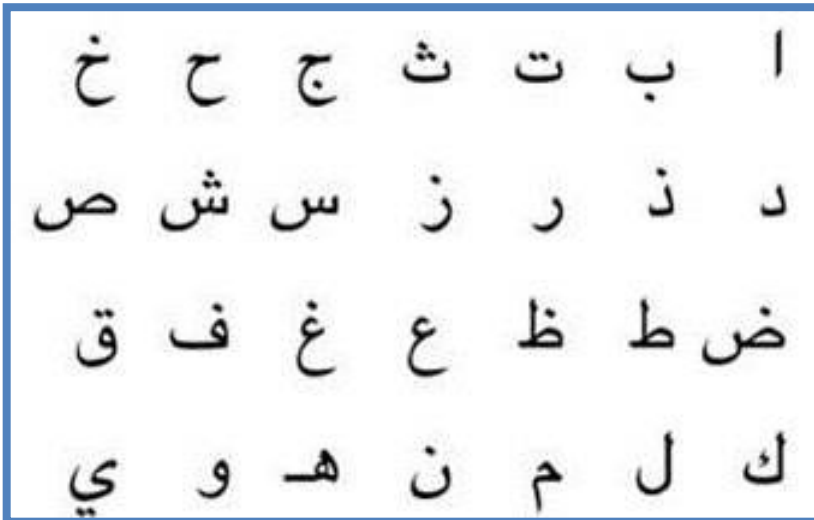 ا ب ت ث ج ح خ
د ذ ر ز س ش ص
ض ط ظ ع غ ف ق
ك ل م ن هـ و ي